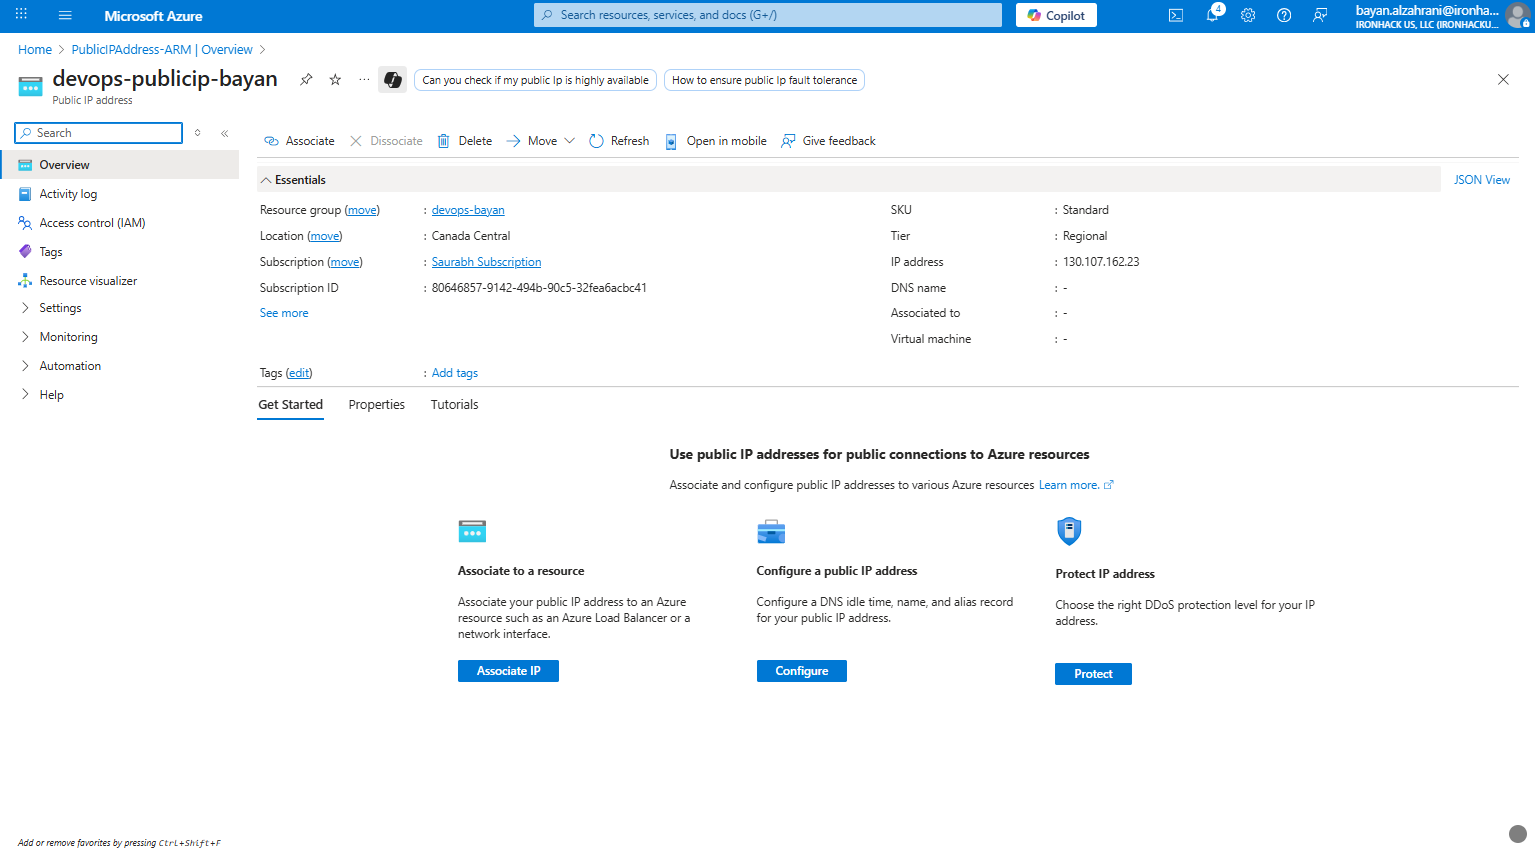 Microsoft Azure
Search resources, services, and docs (G+/)
Copilot
4
bayan.alzahrani@ironha...
IRONHACK US, LLC (IRONHACKU...
Home > PublicIPAddress-ARM | Overview >
devops-publicip-bayan
Public IP address
Can you check if my public Ip is highly available
How to ensure public Ip fault tolerance
Search
Overview
Activity log
Access control (IAM)
Tags
Resource visualizer
Settings
Monitoring
Automation
Help
Associate
Dissociate
Delete
Move
Refresh
Open in mobile
Give feedback
Essentials
JSON View
Resource group (move) : devops-bayan
Location (move) : Canada Central
Subscription (move) : Saurabh Subscription
Subscription ID : 80646857-9142-494b-90c5-32fea6acbc41
See more
SKU : Standard
Tier : Regional
IP address : 130.107.162.23
DNS name : -
Associated to : -
Virtual machine : -
Tags (edit) : Add tags
Get Started
Properties
Tutorials
Use public IP addresses for public connections to Azure resources
Associate and configure public IP addresses to various Azure resources Learn more.
Associate to a resource
Associate your public IP address to an Azure
resource such as an Azure Load Balancer or a
network interface.
Associate IP
Configure a public IP address
Configure a DNS idle time, name, and alias record
for your public IP address.
Configure
Protect IP address
Choose the right DDoS protection level for your IP
address.
Protect
Add or remove favorites by pressing Ctrl+Shift+F